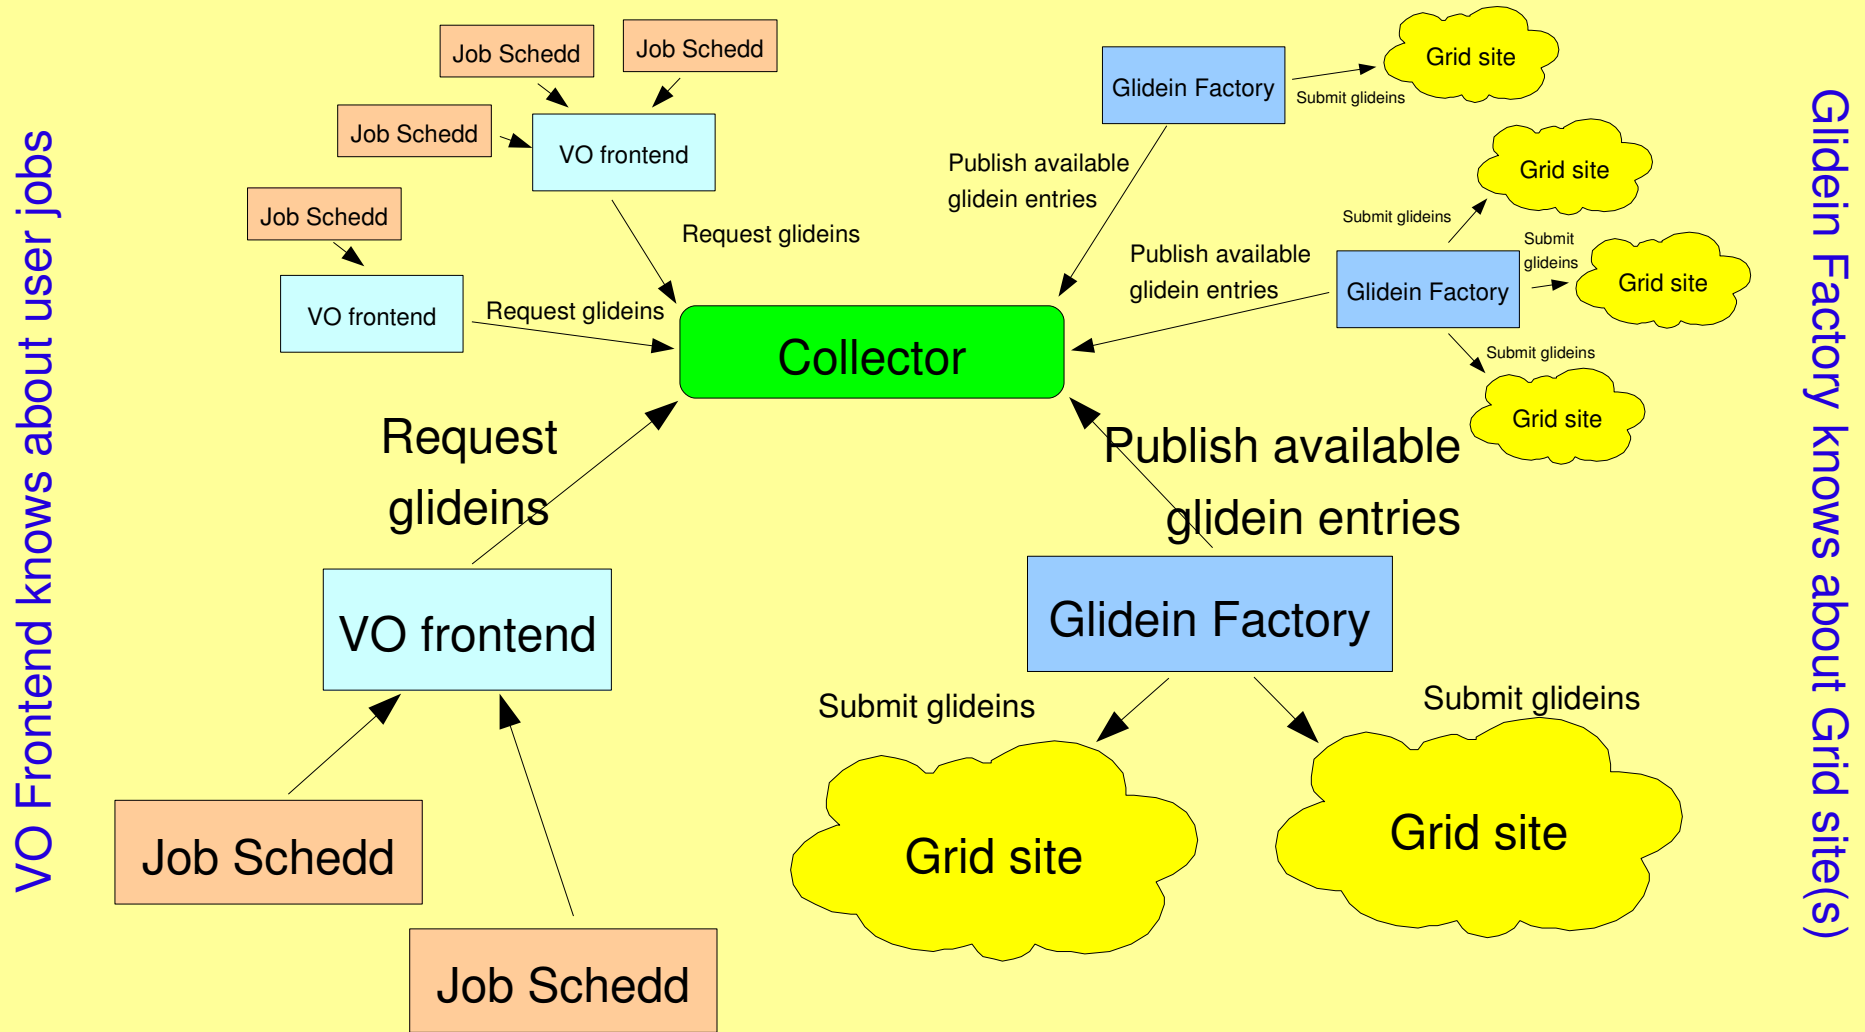 VO Frontend knows about user jobs
Job Schedd
Job Schedd
Job Schedd
VO frontend
Job Schedd
VO frontend
Request glideins
Request glideins
Glidein Factory
Submit glideins
Grid site
Publish available
glidein entries
Grid site
Submit glideins
Publish available
glidein entries
Glidein Factory
Submit
glideins
Grid site
Submit glideins
Grid site
Collector
Request
glideins
Publish available
glidein entries
VO frontend
Glidein Factory
Submit glideins
Submit glideins
Job Schedd
Job Schedd
Grid site
Grid site
Glidein Factory knows about Grid site(s)